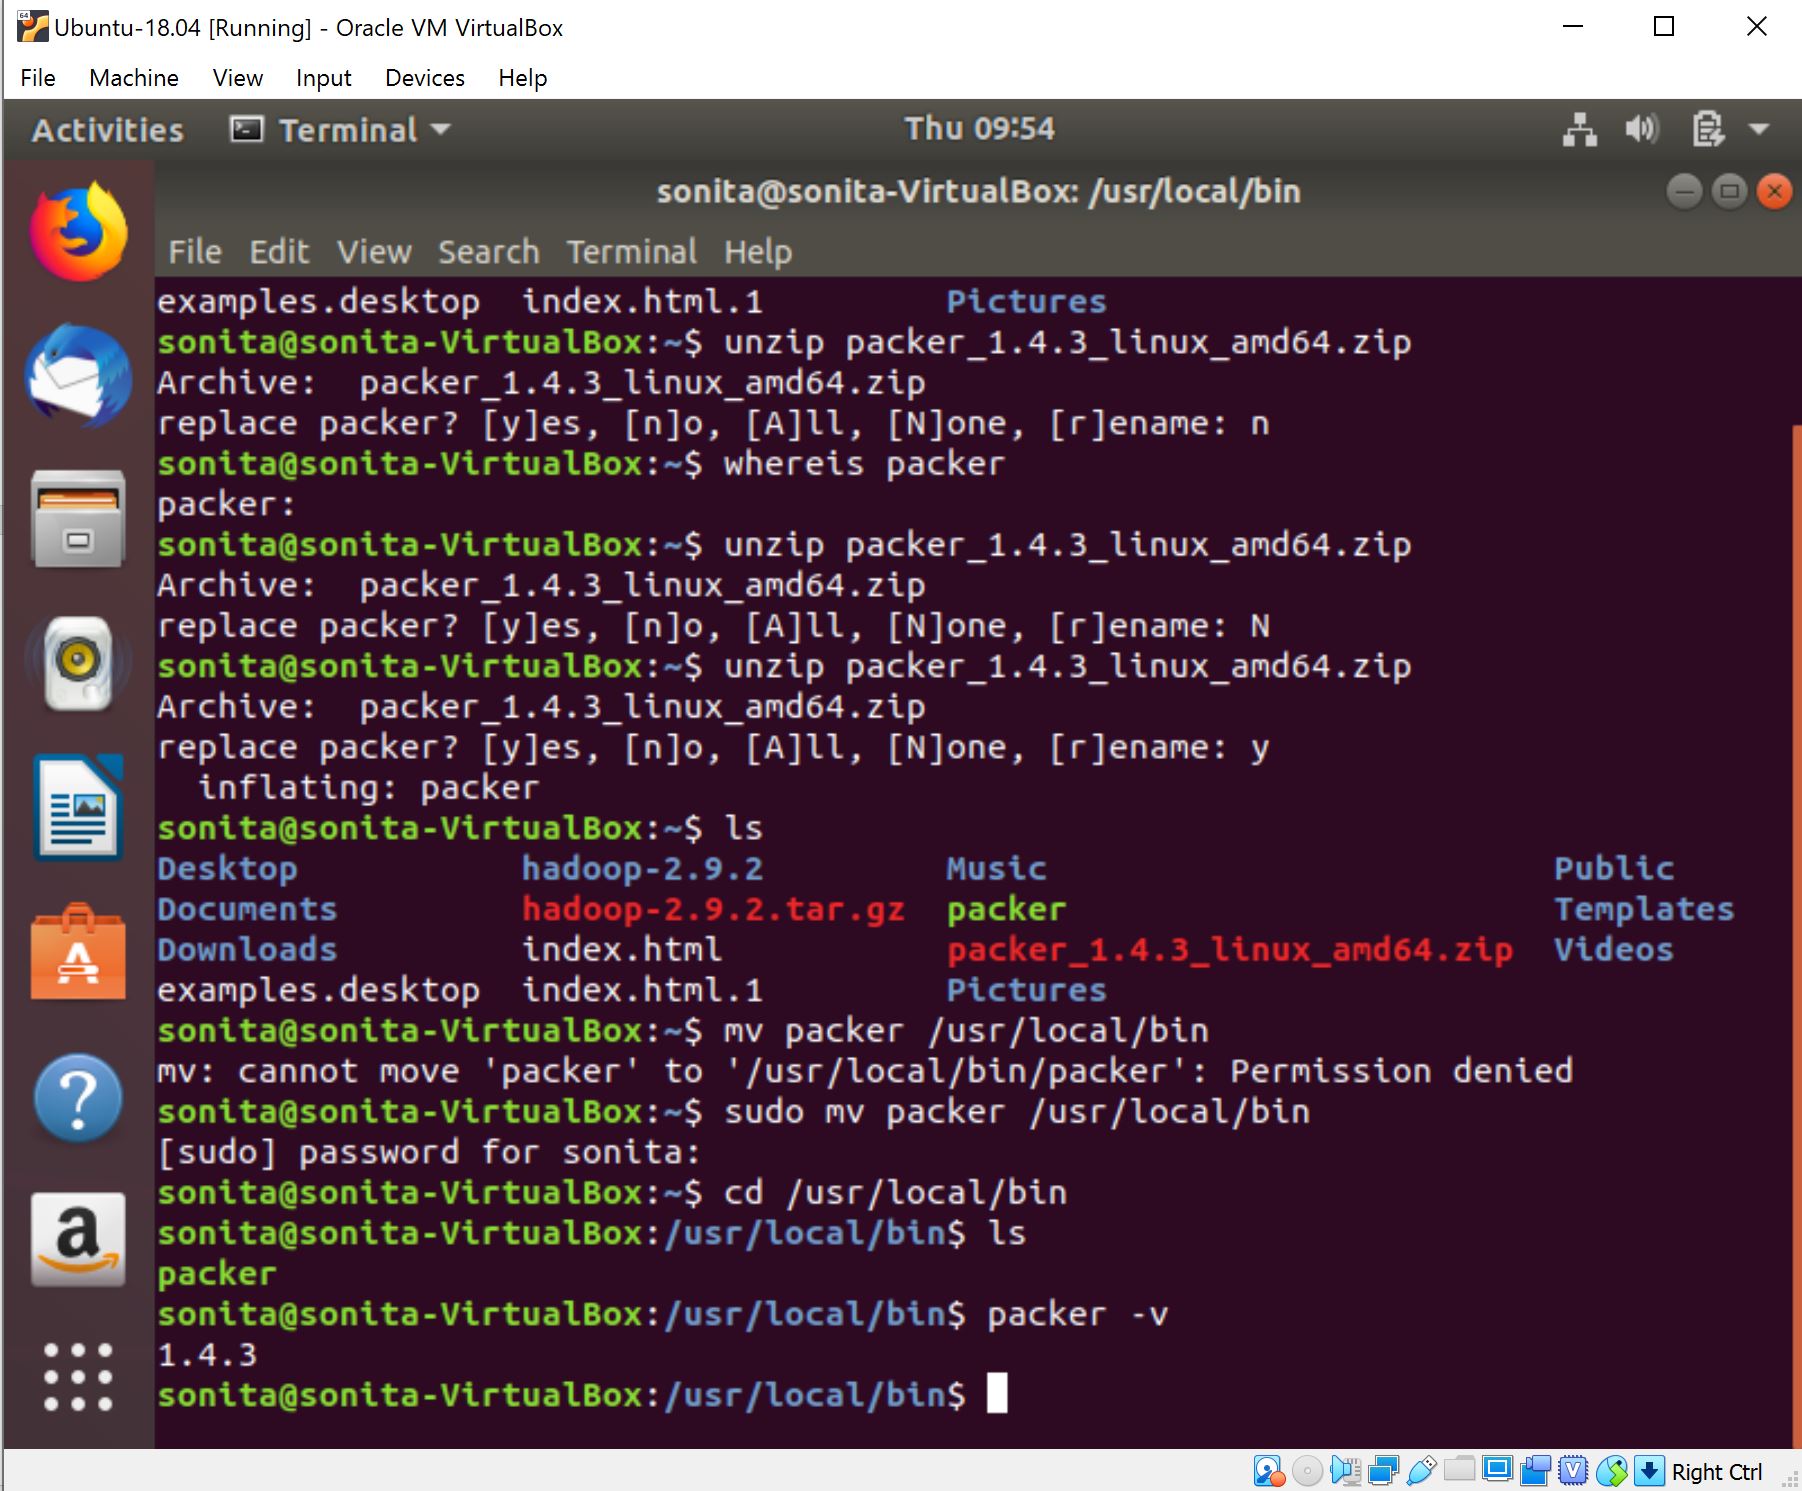 Ubuntu-18.04 [Running] - Oracle VM VirtualBox
File Machine View Input Devices Help
Activities Terminal Thu 09:54
sonita@sonita-VirtualBox: /usr/local/bin
File Edit View Search Terminal Help
examples.desktop index.html.1 Pictures
sonita@sonita-VirtualBox:~$ unzip packer_1.4.3_linux_amd64.zip
Archive: packer_1.4.3_linux_amd64.zip
replace packer? [y]es, [n]o, [A]ll, [N]one, [r]ename: n
sonita@sonita-VirtualBox:~$ whereis packer
packer:
sonita@sonita-VirtualBox:~$ unzip packer_1.4.3_linux_amd64.zip
Archive: packer_1.4.3_linux_amd64.zip
replace packer? [y]es, [n]o, [A]ll, [N]one, [r]ename: N
sonita@sonita-VirtualBox:~$ unzip packer_1.4.3_linux_amd64.zip
Archive: packer_1.4.3_linux_amd64.zip
replace packer? [y]es, [n]o, [A]ll, [N]one, [r]ename: y
inflating: packer
sonita@sonita-VirtualBox:~$ ls
Desktop hadoop-2.9.2 Music Public
Documents hadoop-2.9.2.tar.gz packer Templates
Downloads index.html packer_1.4.3_linux_amd64.zip Videos
examples.desktop index.html.1 Pictures
sonita@sonita-VirtualBox:~$ mv packer /usr/local/bin
mv: cannot move 'packer' to '/usr/local/bin/packer': Permission denied
sonita@sonita-VirtualBox:~$ sudo mv packer /usr/local/bin
[sudo] password for sonita:
sonita@sonita-VirtualBox:~$ cd /usr/local/bin
sonita@sonita-VirtualBox:/usr/local/bin$ ls
packer
sonita@sonita-VirtualBox:/usr/local/bin$ packer -v
1.4.3
sonita@sonita-VirtualBox:/usr/local/bin$
Right Ctrl